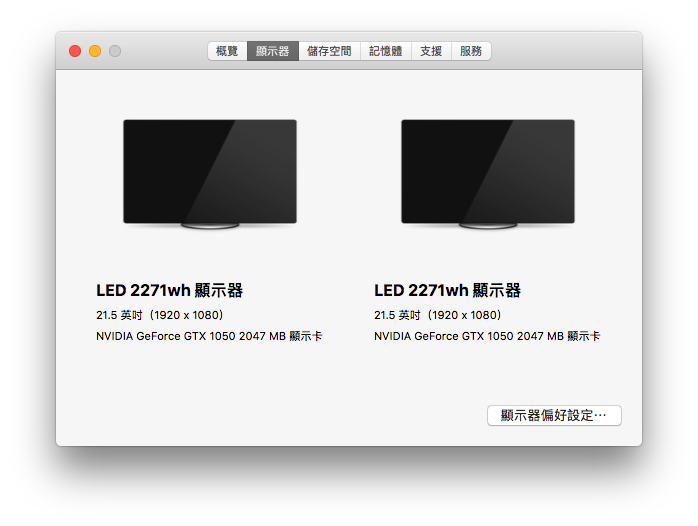 概覽 顯示器 儲存空間 記憶體 支援 服務
LED 2271wh 顯示器
21.5 英吋（1920 x 1080）
NVIDIA GeForce GTX 1050 2047 MB 顯示卡
LED 2271wh 顯示器
21.5 英吋（1920 x 1080）
NVIDIA GeForce GTX 1050 2047 MB 顯示卡
顯示器偏好設定⋯